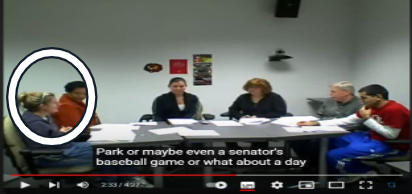 Park or maybe even a senator's
baseball game or what about a day
2:33 / 4:27